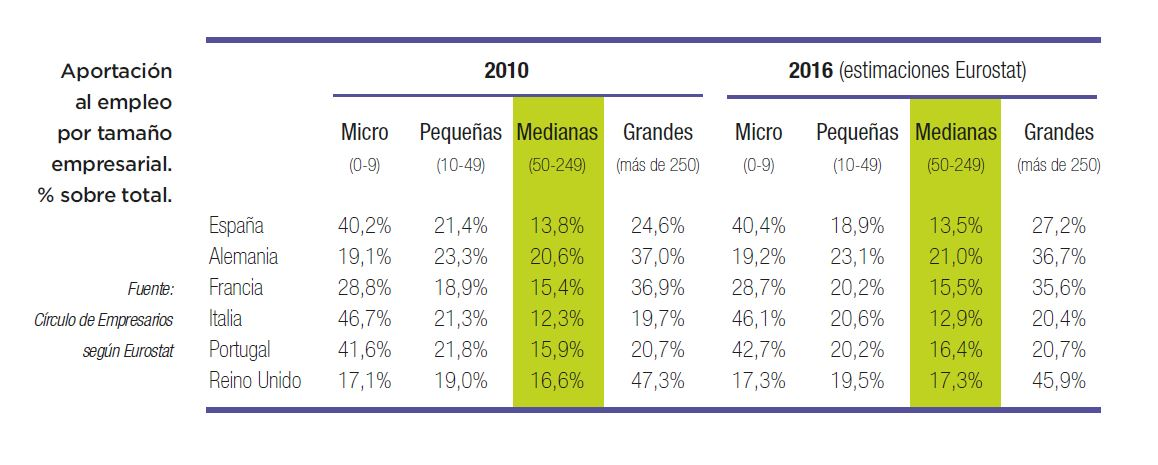 Aportación
al empleo
por tamaño
empresarial.
% sobre total.
Fuente:
Círculo de Empresarios
según Eurostat
2010 2016 (estimaciones Eurostat)
Micro Pequeñas Medianas Grandes Micro Pequeñas Medianas Grandes
(0-9) (10-49) (50-249) (más de 250) (0-9) (10-49) (50-249) (más de 250)
España 40,2% 21,4% 13,8% 24,6% 40,4% 18,9% 13,5% 27,2%
Alemania 19,1% 23,3% 20,6% 37,0% 19,2% 23,1% 21,0% 36,7%
Francia 28,8% 18,9% 15,4% 36,9% 28,7% 20,2% 15,5% 35,6%
Italia 46,7% 21,3% 12,3% 19,7% 46,1% 20,6% 12,9% 20,4%
Portugal 41,6% 21,8% 15,9% 20,7% 42,7% 20,2% 16,4% 20,7%
Reino Unido 17,1% 19,0% 16,6% 47,3% 17,3% 19,5% 17,3% 45,9%